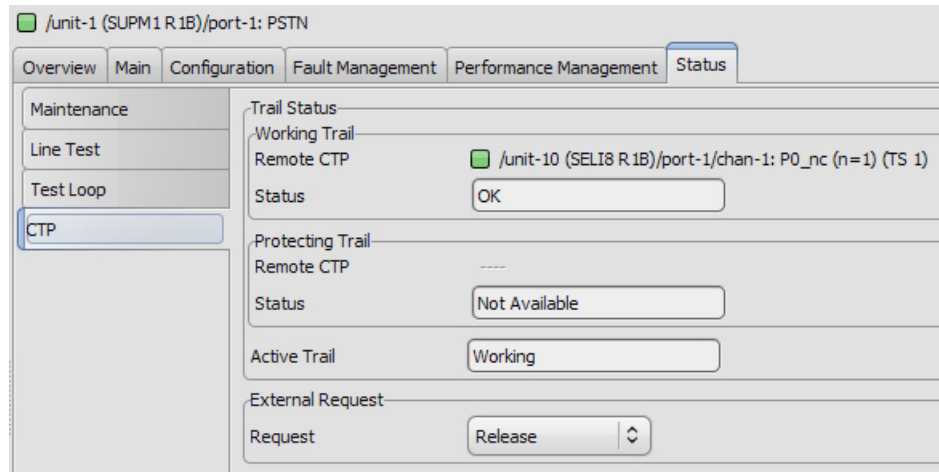 /unit-1 (SUPM1 R1B)/port-1: PSTN
Overview Main Configuration Fault Management Performance Management Status
Maintenance
Line Test
Test Loop
CTP
Trail Status
Working Trail
Remote CTP /unit-10 (SELI8 R1B)/port-1/chan-1: P0_nc (n=1) (TS 1)
Status OK
Protecting Trail
Remote CTP ----
Status Not Available
Active Trail Working
External Request
Request Release